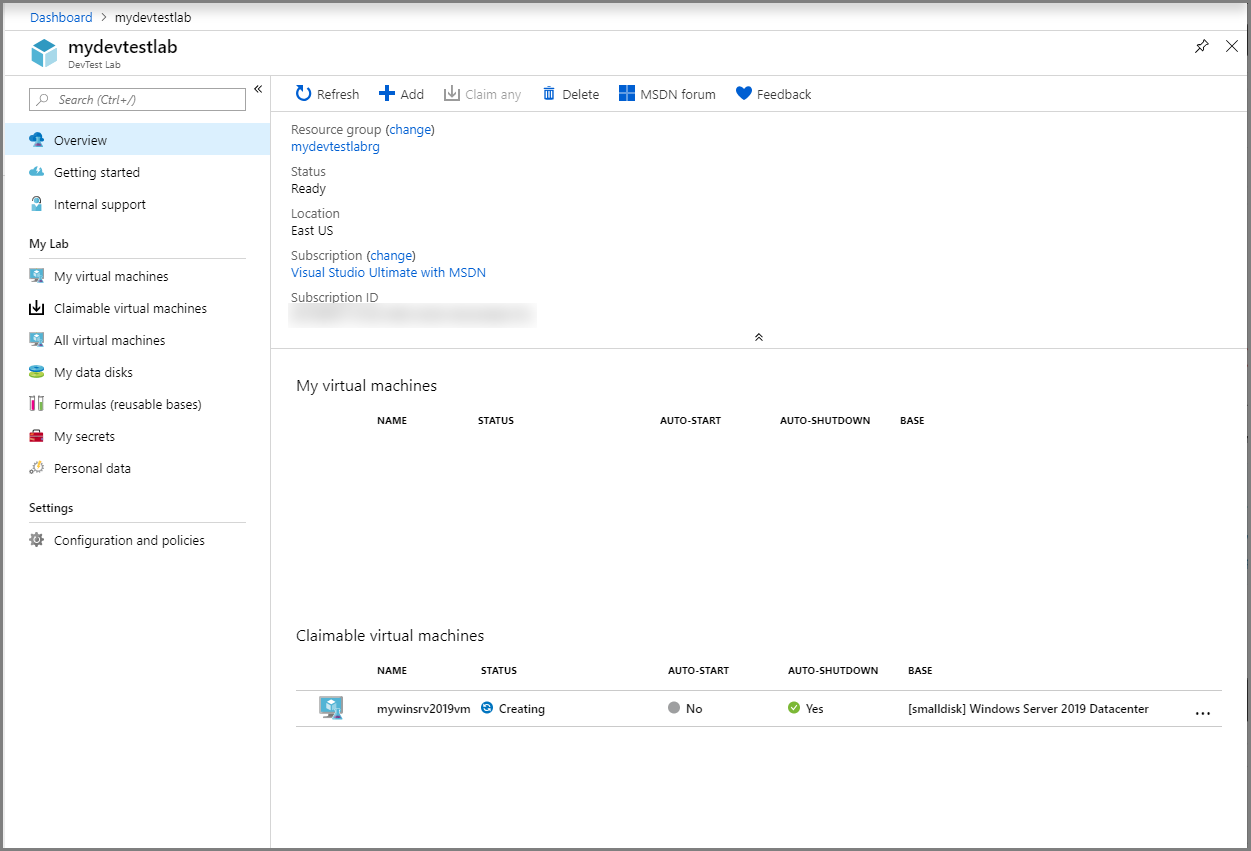 Dashboard > mydevtestlab
mydevtestlab
DevTest Lab
Search (Ctrl+/)
«
Refresh Add Claim any Delete MSDN forum Feedback
Overview
Getting started
Internal support
My Lab
My virtual machines
Claimable virtual machines
All virtual machines
My data disks
Formulas (reusable bases)
My secrets
Personal data
Settings
Configuration and policies
Resource group (change)
mydevtestlabrg
Status
Ready
Location
East US
Subscription (change)
Visual Studio Ultimate with MSDN
Subscription ID
My virtual machines
NAME STATUS AUTO-START AUTO-SHUTDOWN BASE
Claimable virtual machines
NAME STATUS AUTO-START AUTO-SHUTDOWN BASE
mywinsrv2019vm Creating No Yes [smalldisk] Windows Server 2019 Datacenter ...